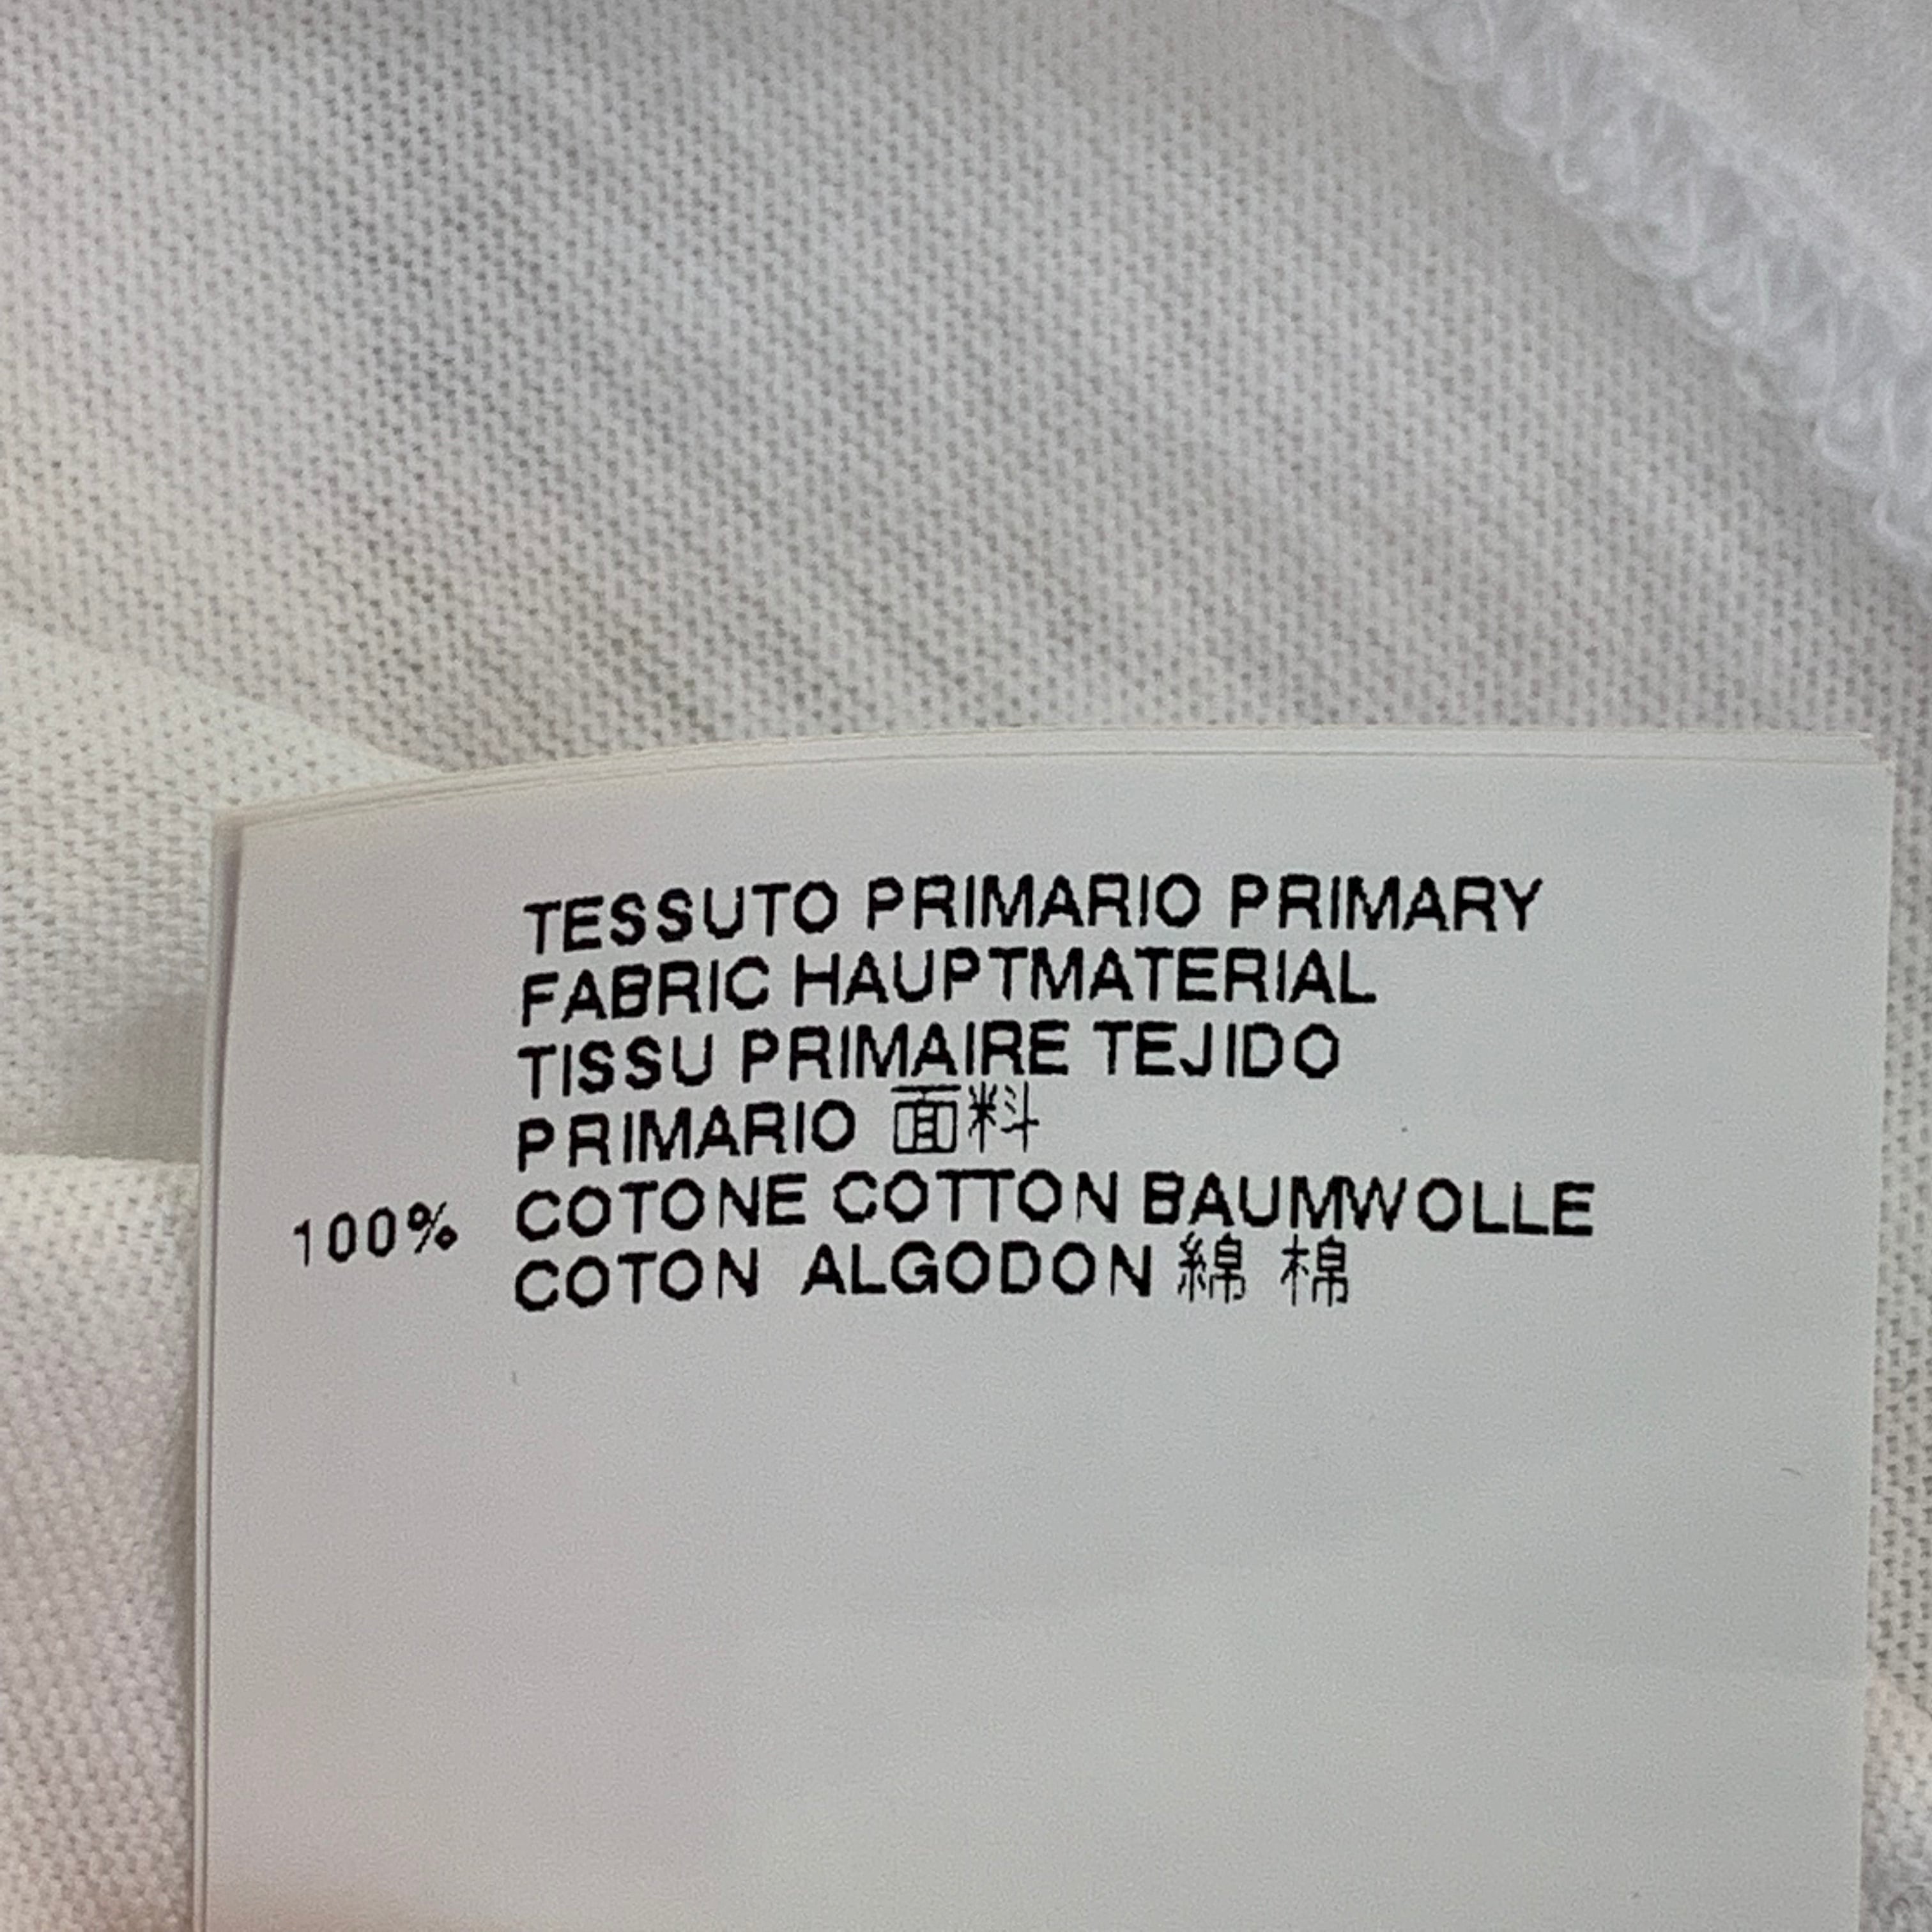 TESSUTO PRIMARIO PRIMARY
FABRIC HAUPTMATERIAL
TISSU PRIMAIRE TEJIDO
PRIMARIO 面料
100% COTONE COTTON BAUMWOLLE
COTON ALGODON 綿 棉